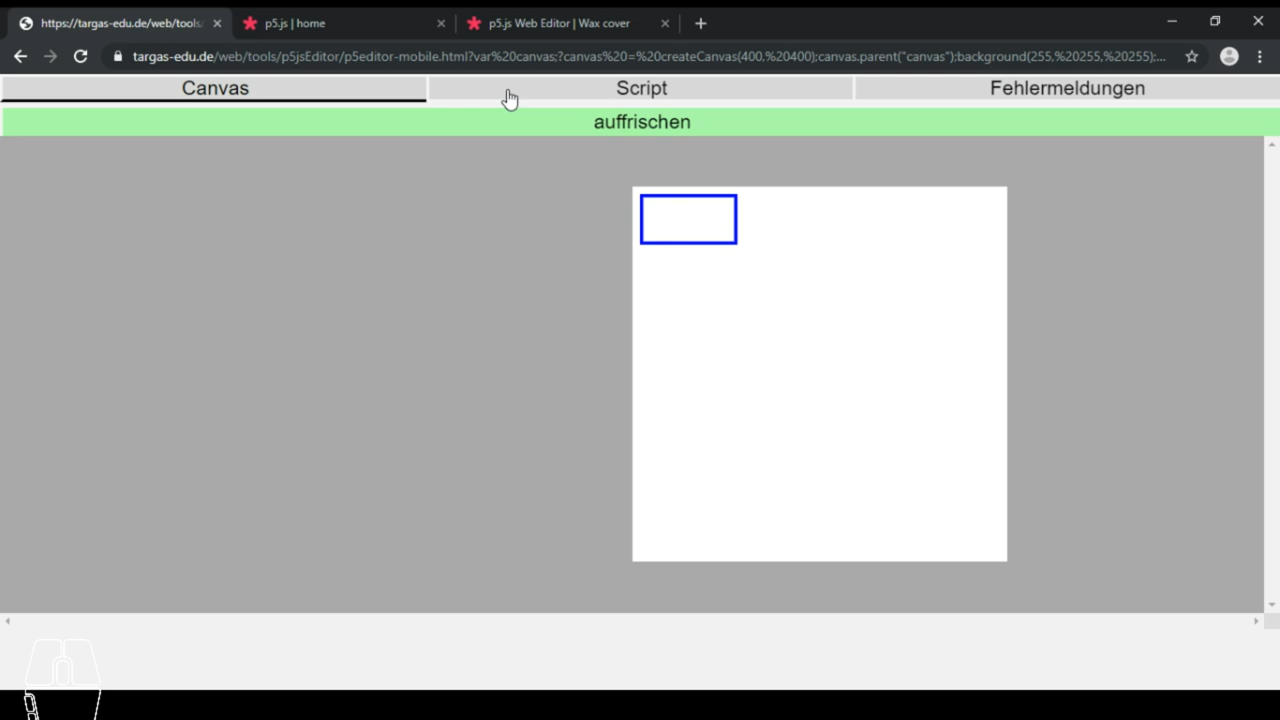 https://targas-edu.de/web/tools
p5.js | home
p5.js Web Editor | Wax cover
targas-edu.de/web/tools/p5jsEditor/p5editor-mobile.html?var%20canvas;?canvas%20=%20createCanvas(400,%20400);canvas.parent("canvas");background(255,%20255,%20255);...
Canvas
Script
Fehlermeldungen
auffrischen